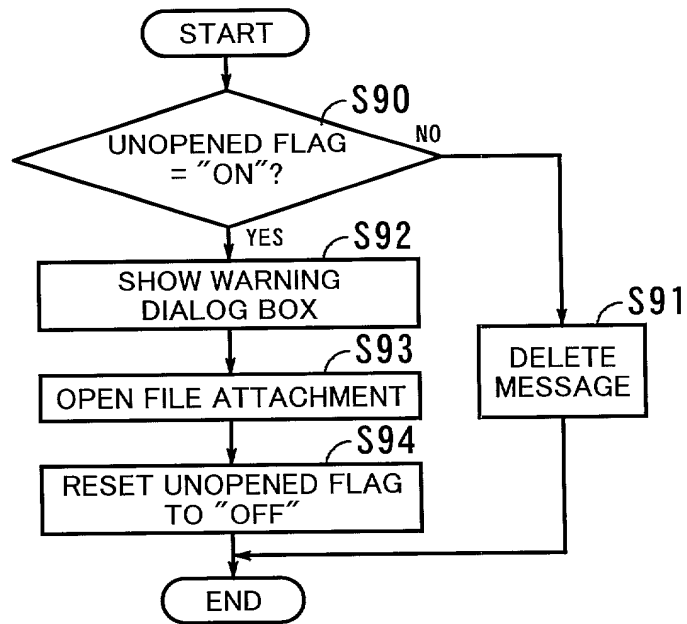 START
S90
UNOPENED FLAG
= "ON"?
NO
YES
S92
SHOW WARNING
DIALOG BOX
S91
DELETE
MESSAGE
S93
OPEN FILE ATTACHMENT
S94
RESET UNOPENED FLAG
TO "OFF"
END